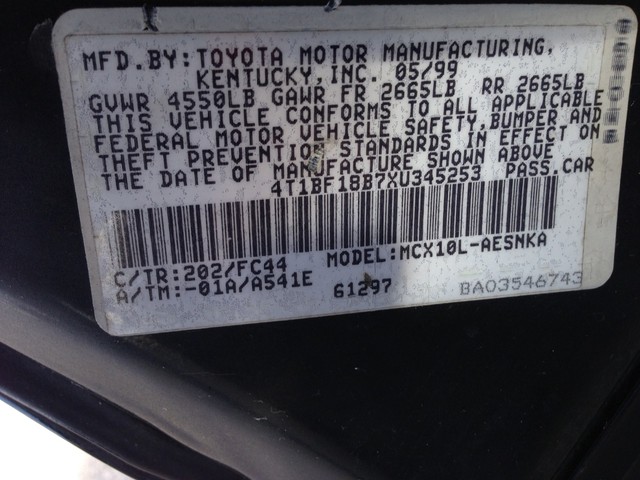 MFD.BY:TOYOTA MOTOR MANUFACTURING,
KENTUCKY,INC. 05/99
GVWR 4550LB GAWR FR 2665LB RR 2665LB
THIS VEHICLE CONFORMS TO ALL APPLICABLE
FEDERAL MOTOR VEHICLE SAFETY,BUMPER AND
THEFT PREVENTION STANDARDS IN EFFECT ON
THE DATE OF MANUFACTURE SHOWN ABOVE
4T1BF18B7XU345253 PASS.CAR
C/TR:202/FC44 MODEL:MCX10L-AESNKA
A/TM:-01A/A541E 61297 BA03546743